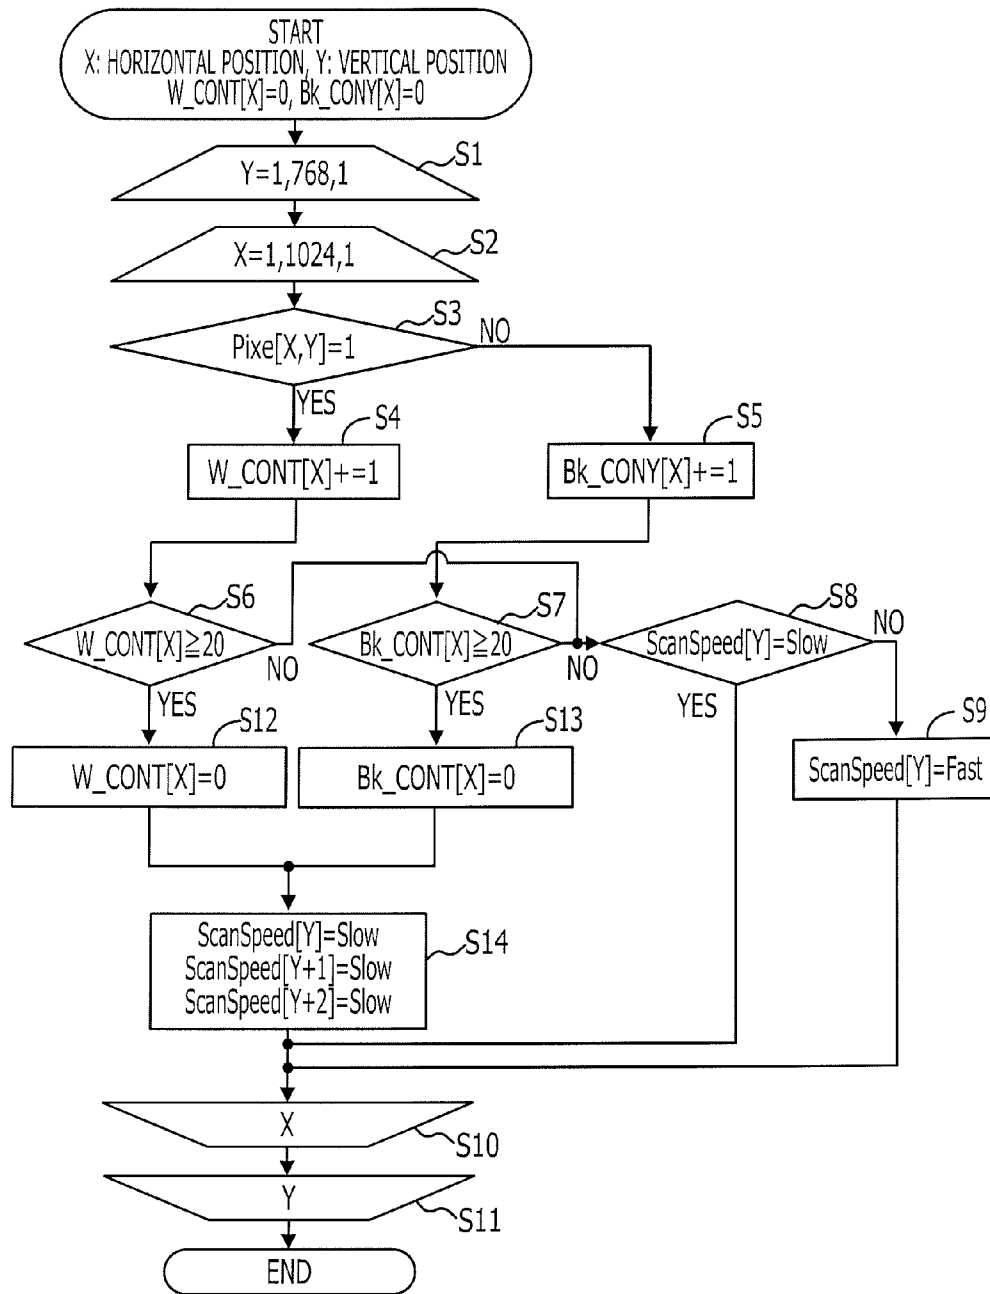 START
X: HORIZONTAL POSITION, Y: VERTICAL POSITION
W_CONT[X]=0, Bk_CONY[X]=0
S1
Y=1,768,1
S2
X=1,1024,1
S3
Pixe[X,Y]=1
NO
YES
S4
S5
W_CONT[X]+=1
Bk_CONY[X]+=1
S6
S7
S8
W_CONT[X]≧20
Bk_CONT[X]≧20
ScanSpeed[Y]=Slow
NO
NO
NO
YES
YES
YES
S12
S13
S9
W_CONT[X]=0
Bk_CONT[X]=0
ScanSpeed[Y]=Fast
ScanSpeed[Y]=Slow
ScanSpeed[Y+1]=Slow
ScanSpeed[Y+2]=Slow
S14
X
S10
Y
S11
END